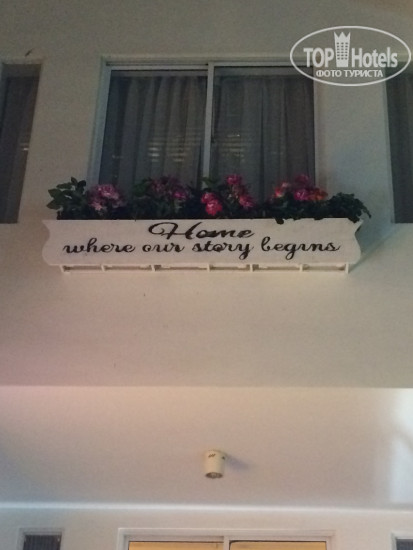 TOP Hotels
ФОТО ТУРИСТА
Home
where our story begins